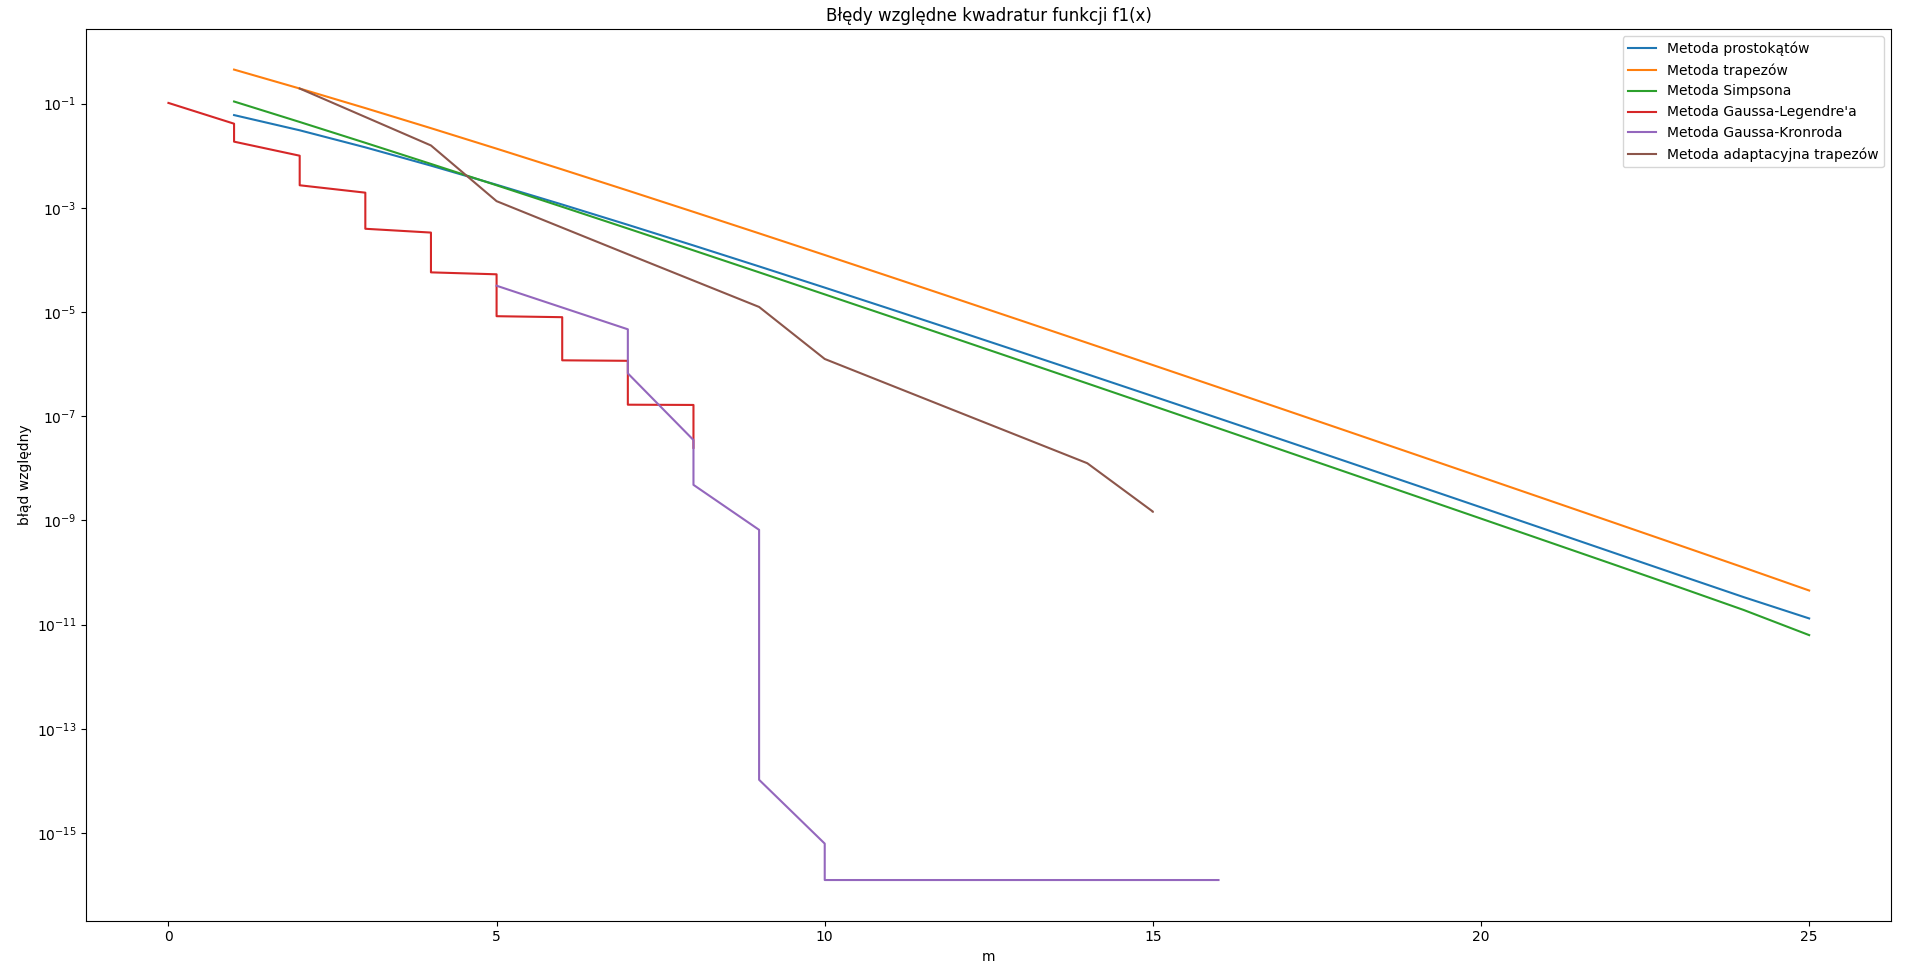 Błędy względne kwadratur funkcji f1(x)
Metoda prostokątów
Metoda trapezów
Metoda Simpsona
Metoda Gaussa-Legendre'a
Metoda Gaussa-Kronroda
Metoda adaptacyjna trapezów
błąd względny
10⁻¹
10⁻³
10⁻⁵
10⁻⁷
10⁻⁹
10⁻¹¹
10⁻¹³
10⁻¹⁵
0 5 10 15 20 25
m